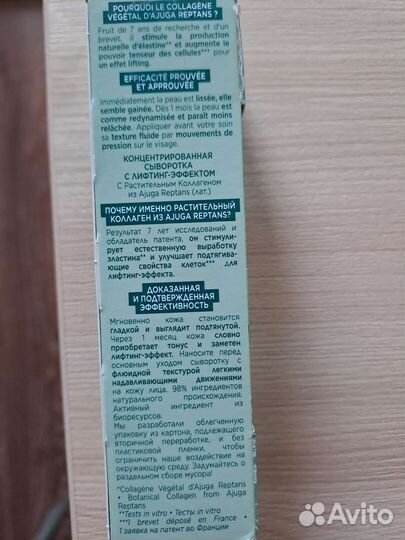 POURQUOI LE COLLAGÈNE
VÉGÉTAL D'AJUGA REPTANS ?
Fruit de 7 ans de recherche et d'un
brevet, il stimule la production
naturelle d'élastine** et augmente le
pouvoir tenseur des cellules*** pour
un effet lifting.
EFFICACITÉ PROUVÉE
ET APPROUVÉE
Immédiatement la peau est lissée, elle
semble gainée. Dès 1 mois la peau est
comme redynamisée et paraît moins
relâchée. Appliquer avant votre soin
sa texture fluide par mouvements de
pression sur le visage.
КОНЦЕНТРИРОВАННАЯ
СЫВОРОТКА
С ЛИФТИНГ-ЭФФЕКТОМ
С Растительным Коллагеном
из Ajuga Reptans (лат.)
ПОЧЕМУ ИМЕННО РАСТИТЕЛЬНЫЙ
КОЛЛАГЕН ИЗ AJUGA REPTANS?
Результат 7 лет исследований и
обладатель патента, он стимули-
рует естественную выработку
эластина** и улучшает подтягива-
ющие свойства клеток*** для
лифтинг-эффекта.
ДОКАЗАННАЯ
И ПОДТВЕРЖДЕННАЯ
ЭФФЕКТИВНОСТЬ
Мгновенно кожа становится
гладкой и выглядит подтянутой.
Через 1 месяц кожа словно
приобретает тонус и заметен
лифтинг-эффект. Наносите перед
основным уходом сыворотку с
флюидной текстурой легкими
надавливающими движениями
на кожу лица. 98% ингредиентов
натурального происхождения.
Активный ингредиент из
биоресурсов.
Мы разработали облегченную
упаковку из картона, подлежащего
вторичной переработке, и без
пластиковой пленки, чтобы
ограничить наше воздействие на
окружающую среду. Задумайтесь о
раздельном сборе мусора!
*Collagène Végétal d'Ajuga Reptans
• Botanical Collagen from Ajuga
Reptans
**Tests in vitro • Тесты in vitro
***1 brevet déposé en France •
1 заявка на патент во Франции
Avito